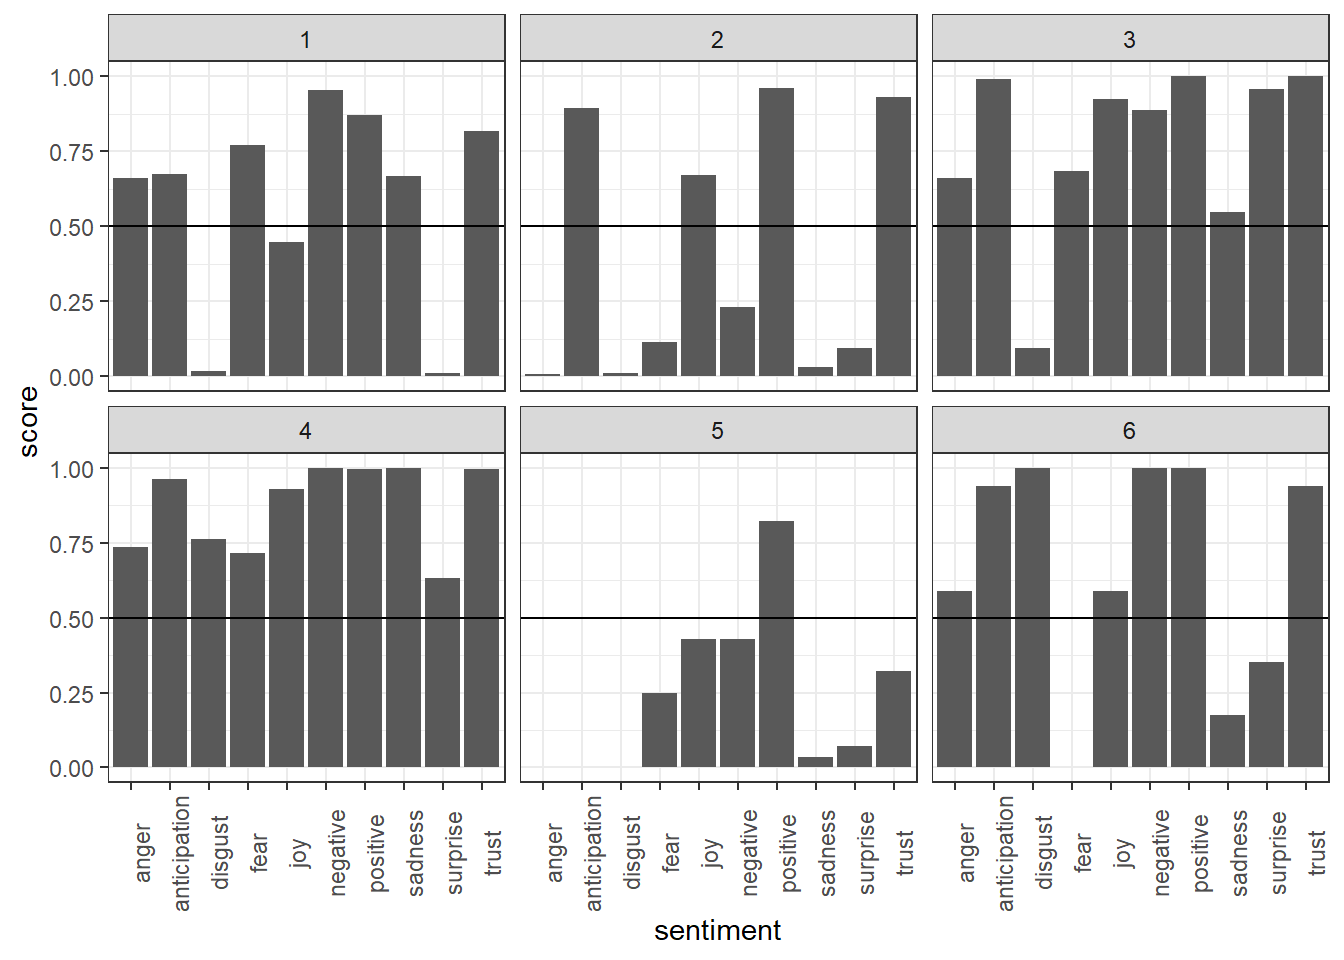 1 2 3
1.00
0.75
0.50
0.25
0.00
4 5 6
1.00
0.75
0.50
0.25
0.00
score
anger anticipation disgust fear joy negative positive sadness surprise trust
anger anticipation disgust fear joy negative positive sadness surprise trust
anger anticipation disgust fear joy negative positive sadness surprise trust
sentiment